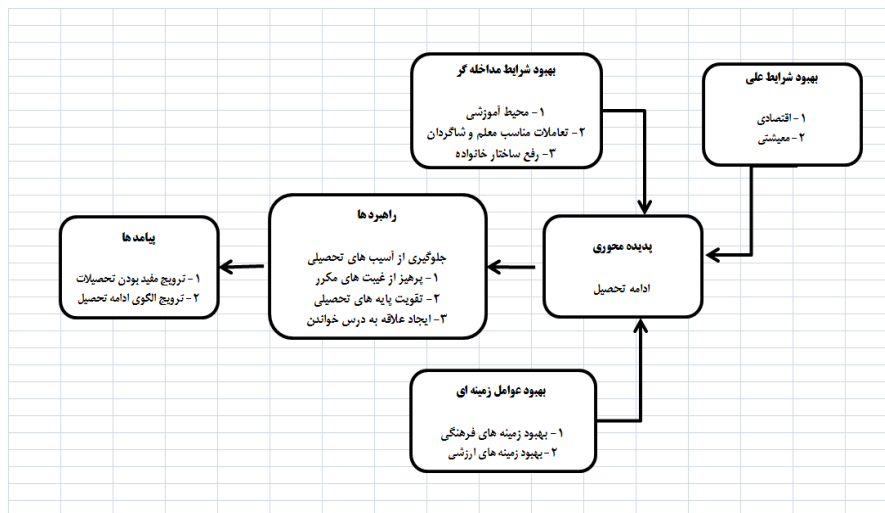 بهبود شرایط علی
۱- اقتصادی
۲- معیشتی
بهبود شرایط مداخله گر
۱- محیط آموزشی
۲- تعاملات مناسب معلم و شاگردان
۳- رفع ساختار خانواده
پدیده محوری
ادامه تحصیل
بهبود عوامل زمینه ای
۱- بهبود زمینه های فرهنگی
۲- بهبود زمینه های ارزشی
راهبردها
جلوگیری از آسیب های تحصیلی
۱- پرهیز از غیبت های مکرر
۲- تقویت پایه های تحصیلی
۳- ایجاد علاقه به درس خواندن
پیامدها
۱- ترویج مفید بودن تحصیلات
۲- ترویج الگوی ادامه تحصیل